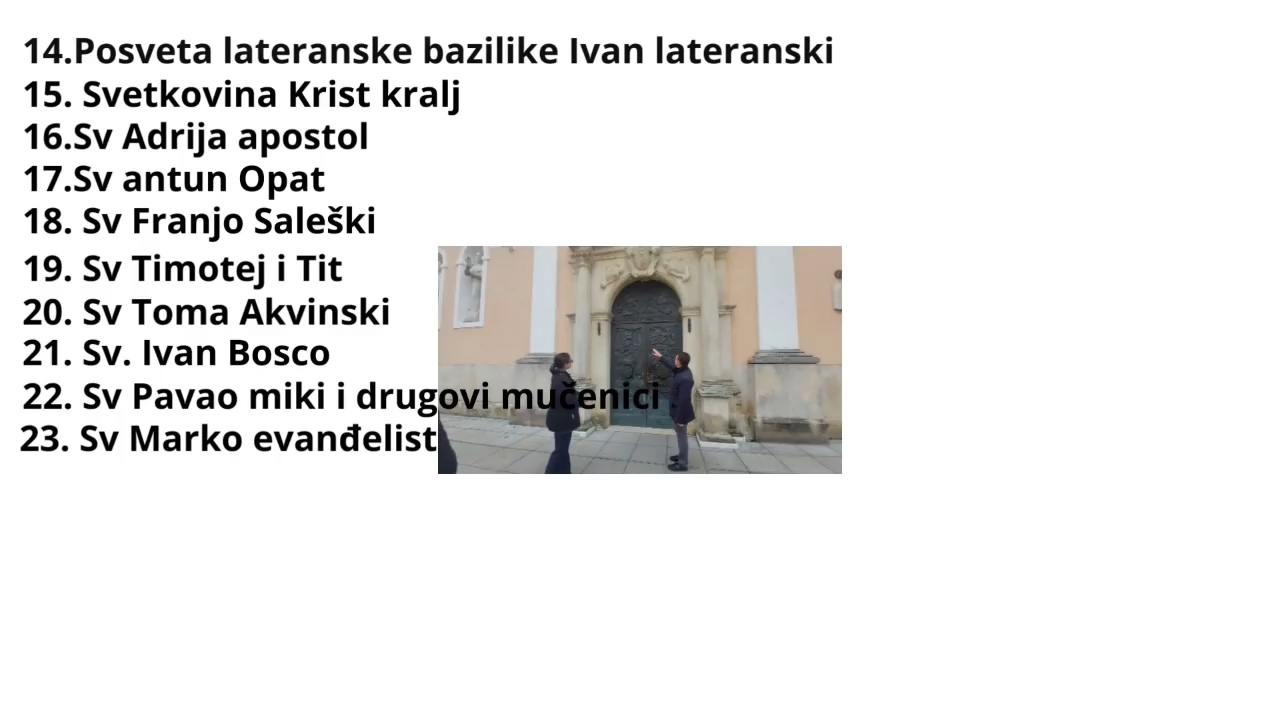 14.Posveta lateranske bazilike Ivan lateranski
15. Svetkovina Krist kralj
16.Sv Adrija apostol
17.Sv antun Opat
18. Sv Franjo Saleški
19. Sv Timotej i Tit
20. Sv Toma Akvinski
21. Sv. Ivan Bosco
22. Sv Pavao miki i drugovi mučenici
23. Sv Marko evanđelist